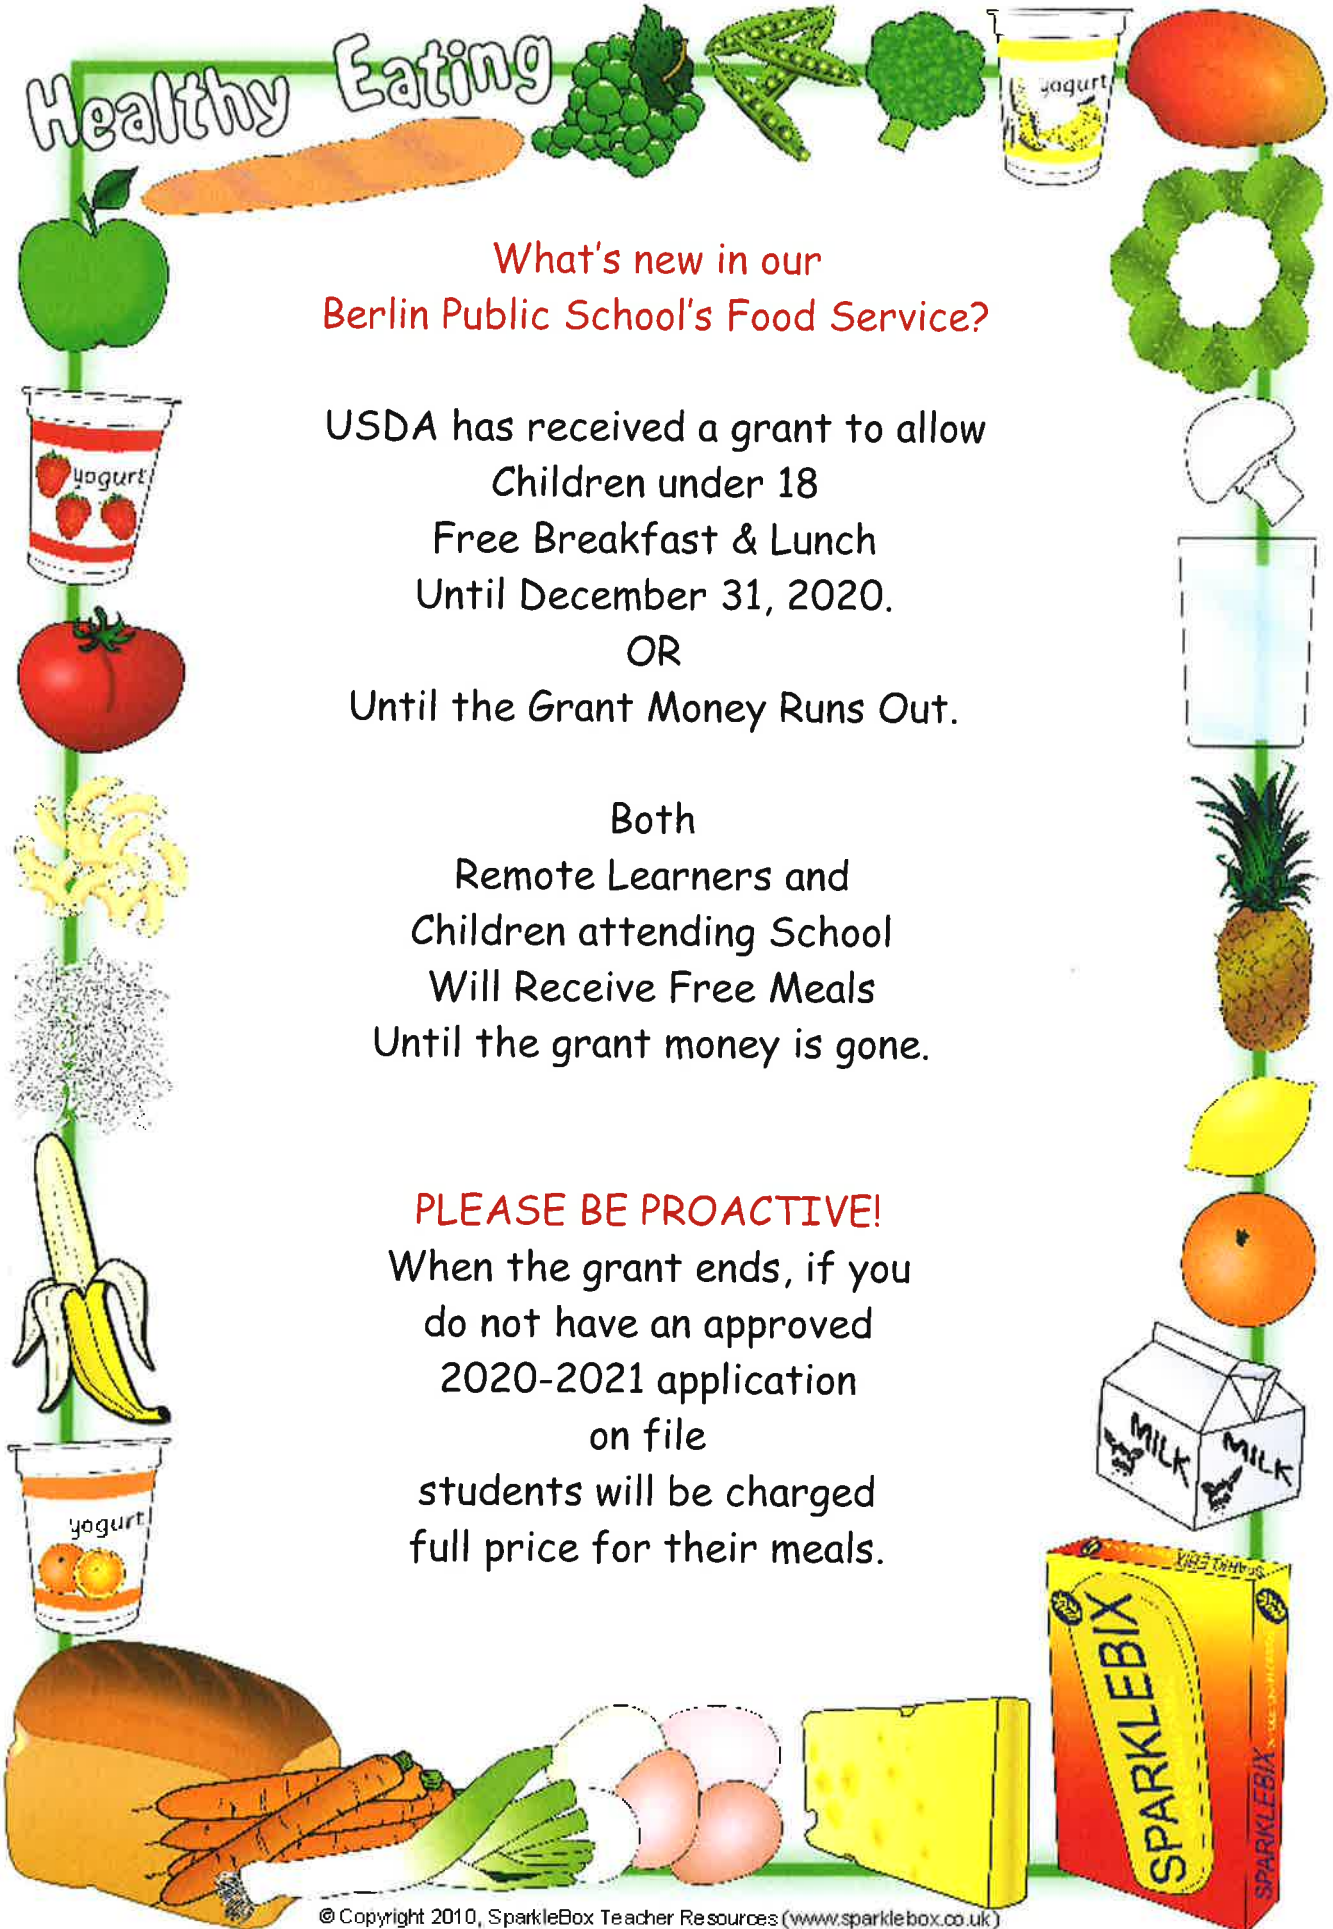 Healthy Eating
yogurt
What's new in our
Berlin Public School's Food Service?
USDA has received a grant to allow
Children under 18
Free Breakfast & Lunch
Until December 31, 2020.
OR
Until the Grant Money Runs Out.
yogurt
Both
Remote Learners and
Children attending School
Will Receive Free Meals
Until the grant money is gone.
PLEASE BE PROACTIVE!
When the grant ends, if you
do not have an approved
2020-2021 application
on file
students will be charged
full price for their meals.
MILK MILK
yogurt
SPARKLEBIX
SPARKLEBIX
SPARKLEBIX
© Copyright 2010, SparkleBox Teacher Resources (www.sparklebox.co.uk)